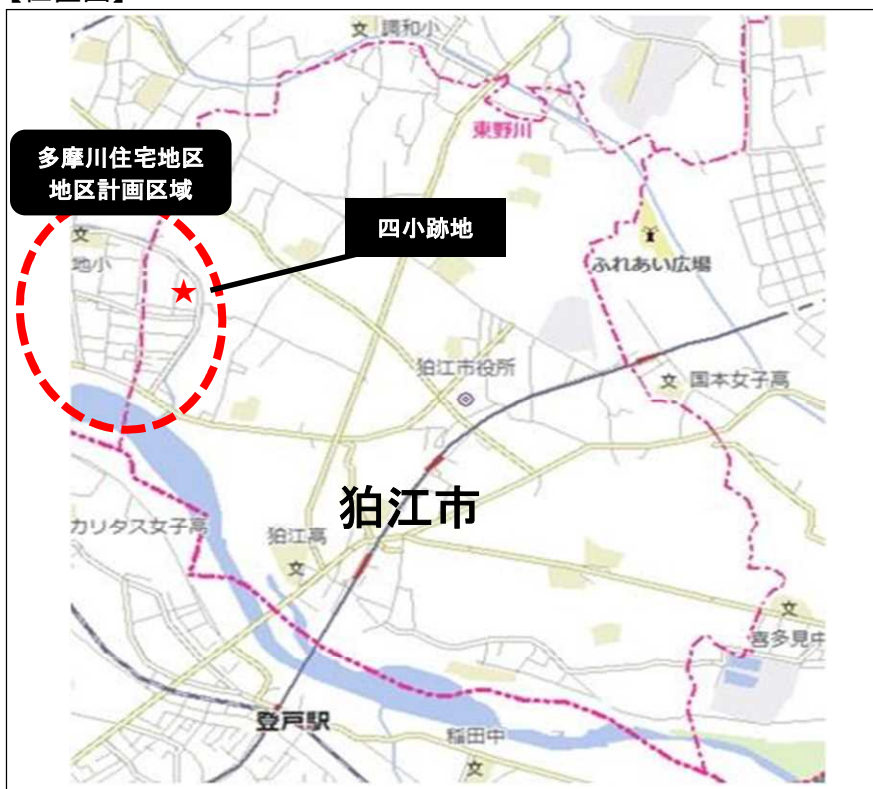 調和小
東野川
多摩川住宅地区
地区計画区域
四小跡地
地小
ふれあい広場
狛江市役所
国本女子高
狛江市
カリタス女子高
狛江高
喜多見中
登戸駅
稲田中